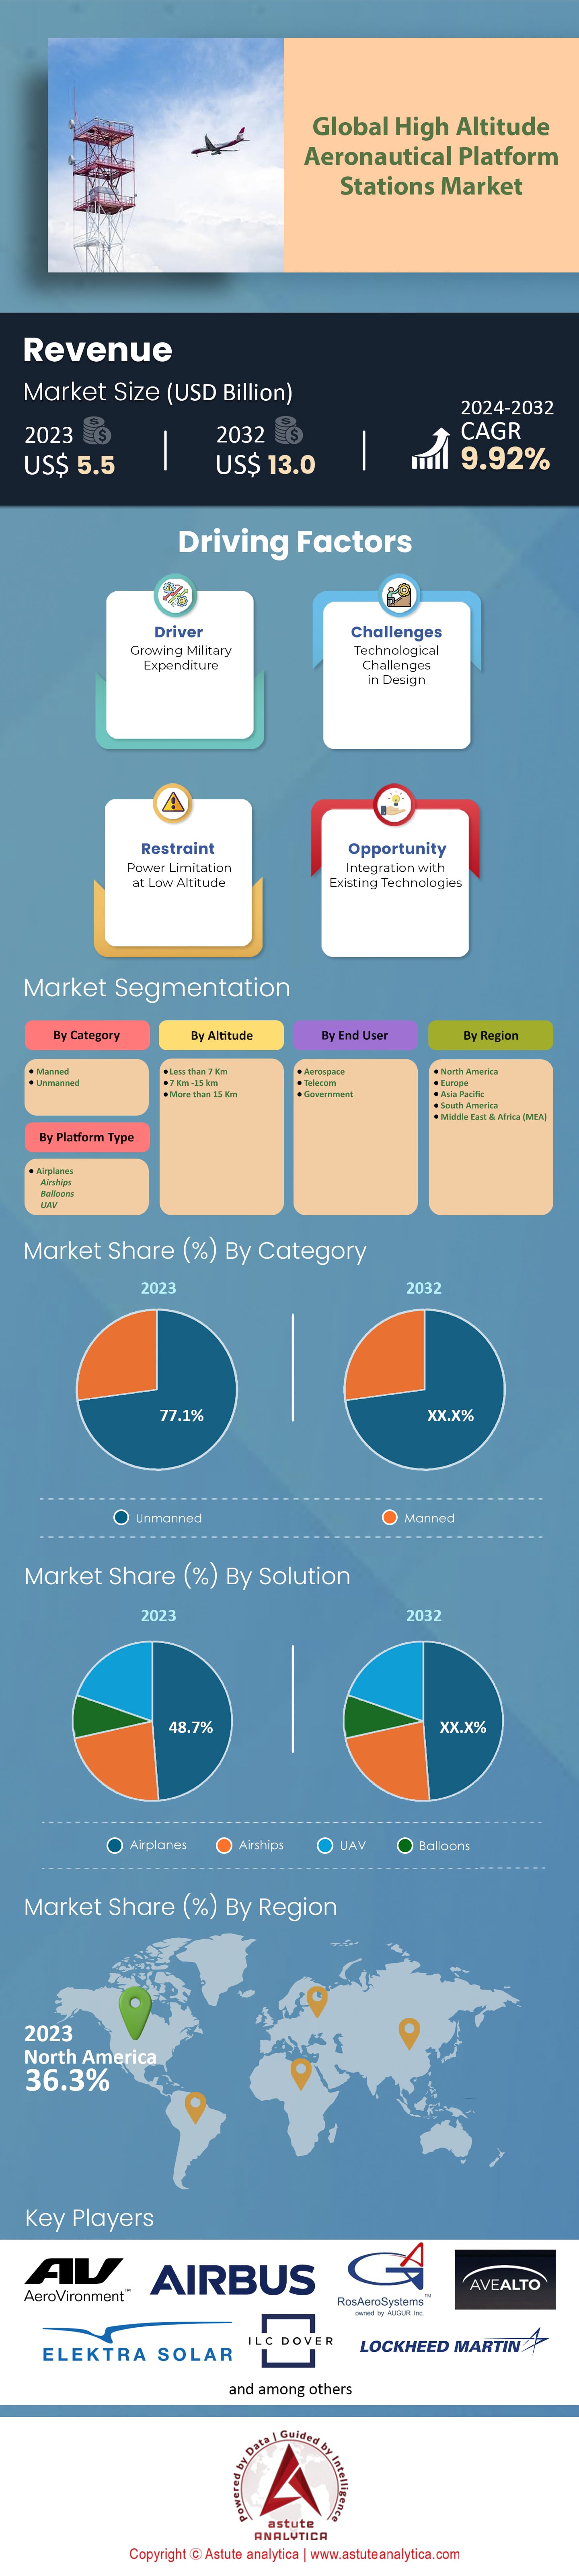 Global High Altitude
Aeronautical Platform
Stations Market
Revenue
Market Size (USD Billion)
2023
US$ 5.5
2032
US$ 13.0
2024-2032
CAGR
9.92%
Driving Factors
Driver
Growing Military
Expenditure
Challenges
Technological
Challenges
in Design
Restraint
Power Limitation
at Low Altitude
Opportunity
Integration with
Existing Technologies
Market Segmentation
By Category
Manned
Unmanned
By Platform Type
Airplanes
Airships
Balloons
UAV
By Altitude
Less than 7 Km
7 Km -15 km
More than 15 Km
By End User
Aerospace
Telecom
Government
By Region
North America
Europe
Asia Pacific
South America
Middle East & Africa (MEA)
Market Share (%) By Category
2023
2032
77.1%
XX.X%
Unmanned
Manned
Market Share (%) By Solution
2023
2032
48.7%
XX.X%
Airplanes
Airships
UAV
Balloons
Market Share (%) By Region
2023
North America
36.3%
Key Players
AV
AeroVironment™
AIRBUS
RosAeroSystems™
owned by AUGUR Inc.
AVEALTO
ELEKTRA SOLAR
ILC DOVER
LOCKHEED MARTIN
and among others
Powered by Data | Guided by Intelligence
astute
ANALYTICA
Copyright © Astute analytica | www.astuteanalytica.com